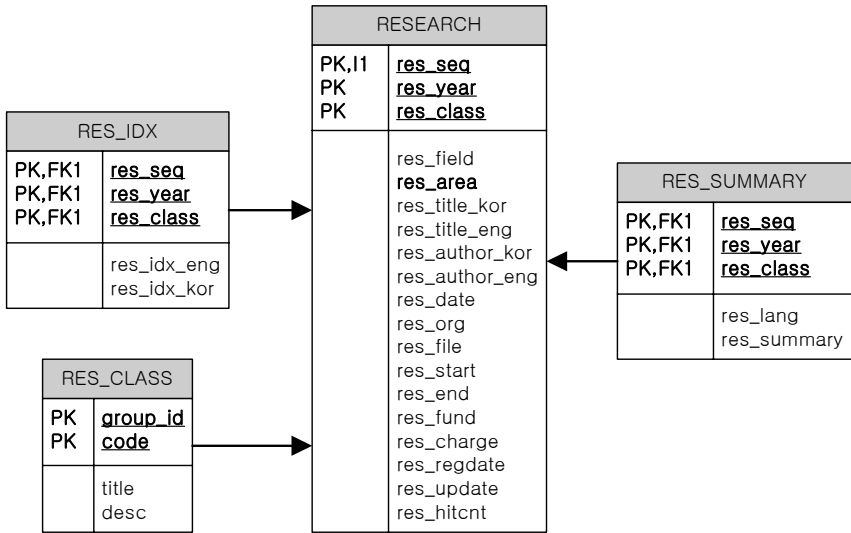 RESEARCH
PK,I1 res_seq
PK res_year
PK res_class
res_field
res_area
res_title_kor
res_title_eng
res_author_kor
res_author_eng
res_date
res_org
res_file
res_start
res_end
res_fund
res_charge
res_regdate
res_update
res_hitcnt
RES_IDX
PK,FK1 res_seq
PK,FK1 res_year
PK,FK1 res_class
res_idx_eng
res_idx_kor
RES_SUMMARY
PK,FK1 res_seq
PK,FK1 res_year
PK,FK1 res_class
res_lang
res_summary
RES_CLASS
PK group_id
PK code
title
desc